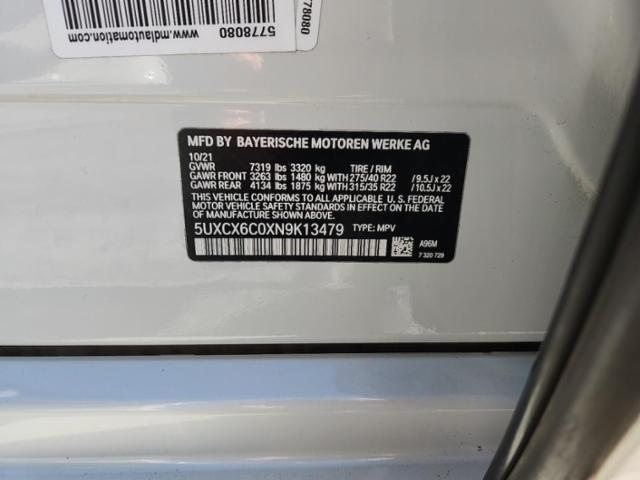 5778080
www.mdlautomation.com
5778080
MFD BY BAYERISCHE MOTOREN WERKE AG
10/21
GVWR 7319 lbs 3320 kg TIRE / RIM
GAWR FRONT 3263 lbs 1480 kg WITH 275/40 R22 / 9.5J x 22
GAWR REAR 4134 lbs 1875 kg WITH 315/35 R22 / 10.5J x 22
THIS VEHICLE CONFORMS TO ALL APPLICABLE U. S. FEDERAL
MOTOR VEHICLE SAFETY STANDARDS IN EFFECT ON
THE DATE OF MANUFACTURE SHOWN ABOVE.
5UXCX6C0XN9K13479 TYPE: MPV
A96M
7 320 729